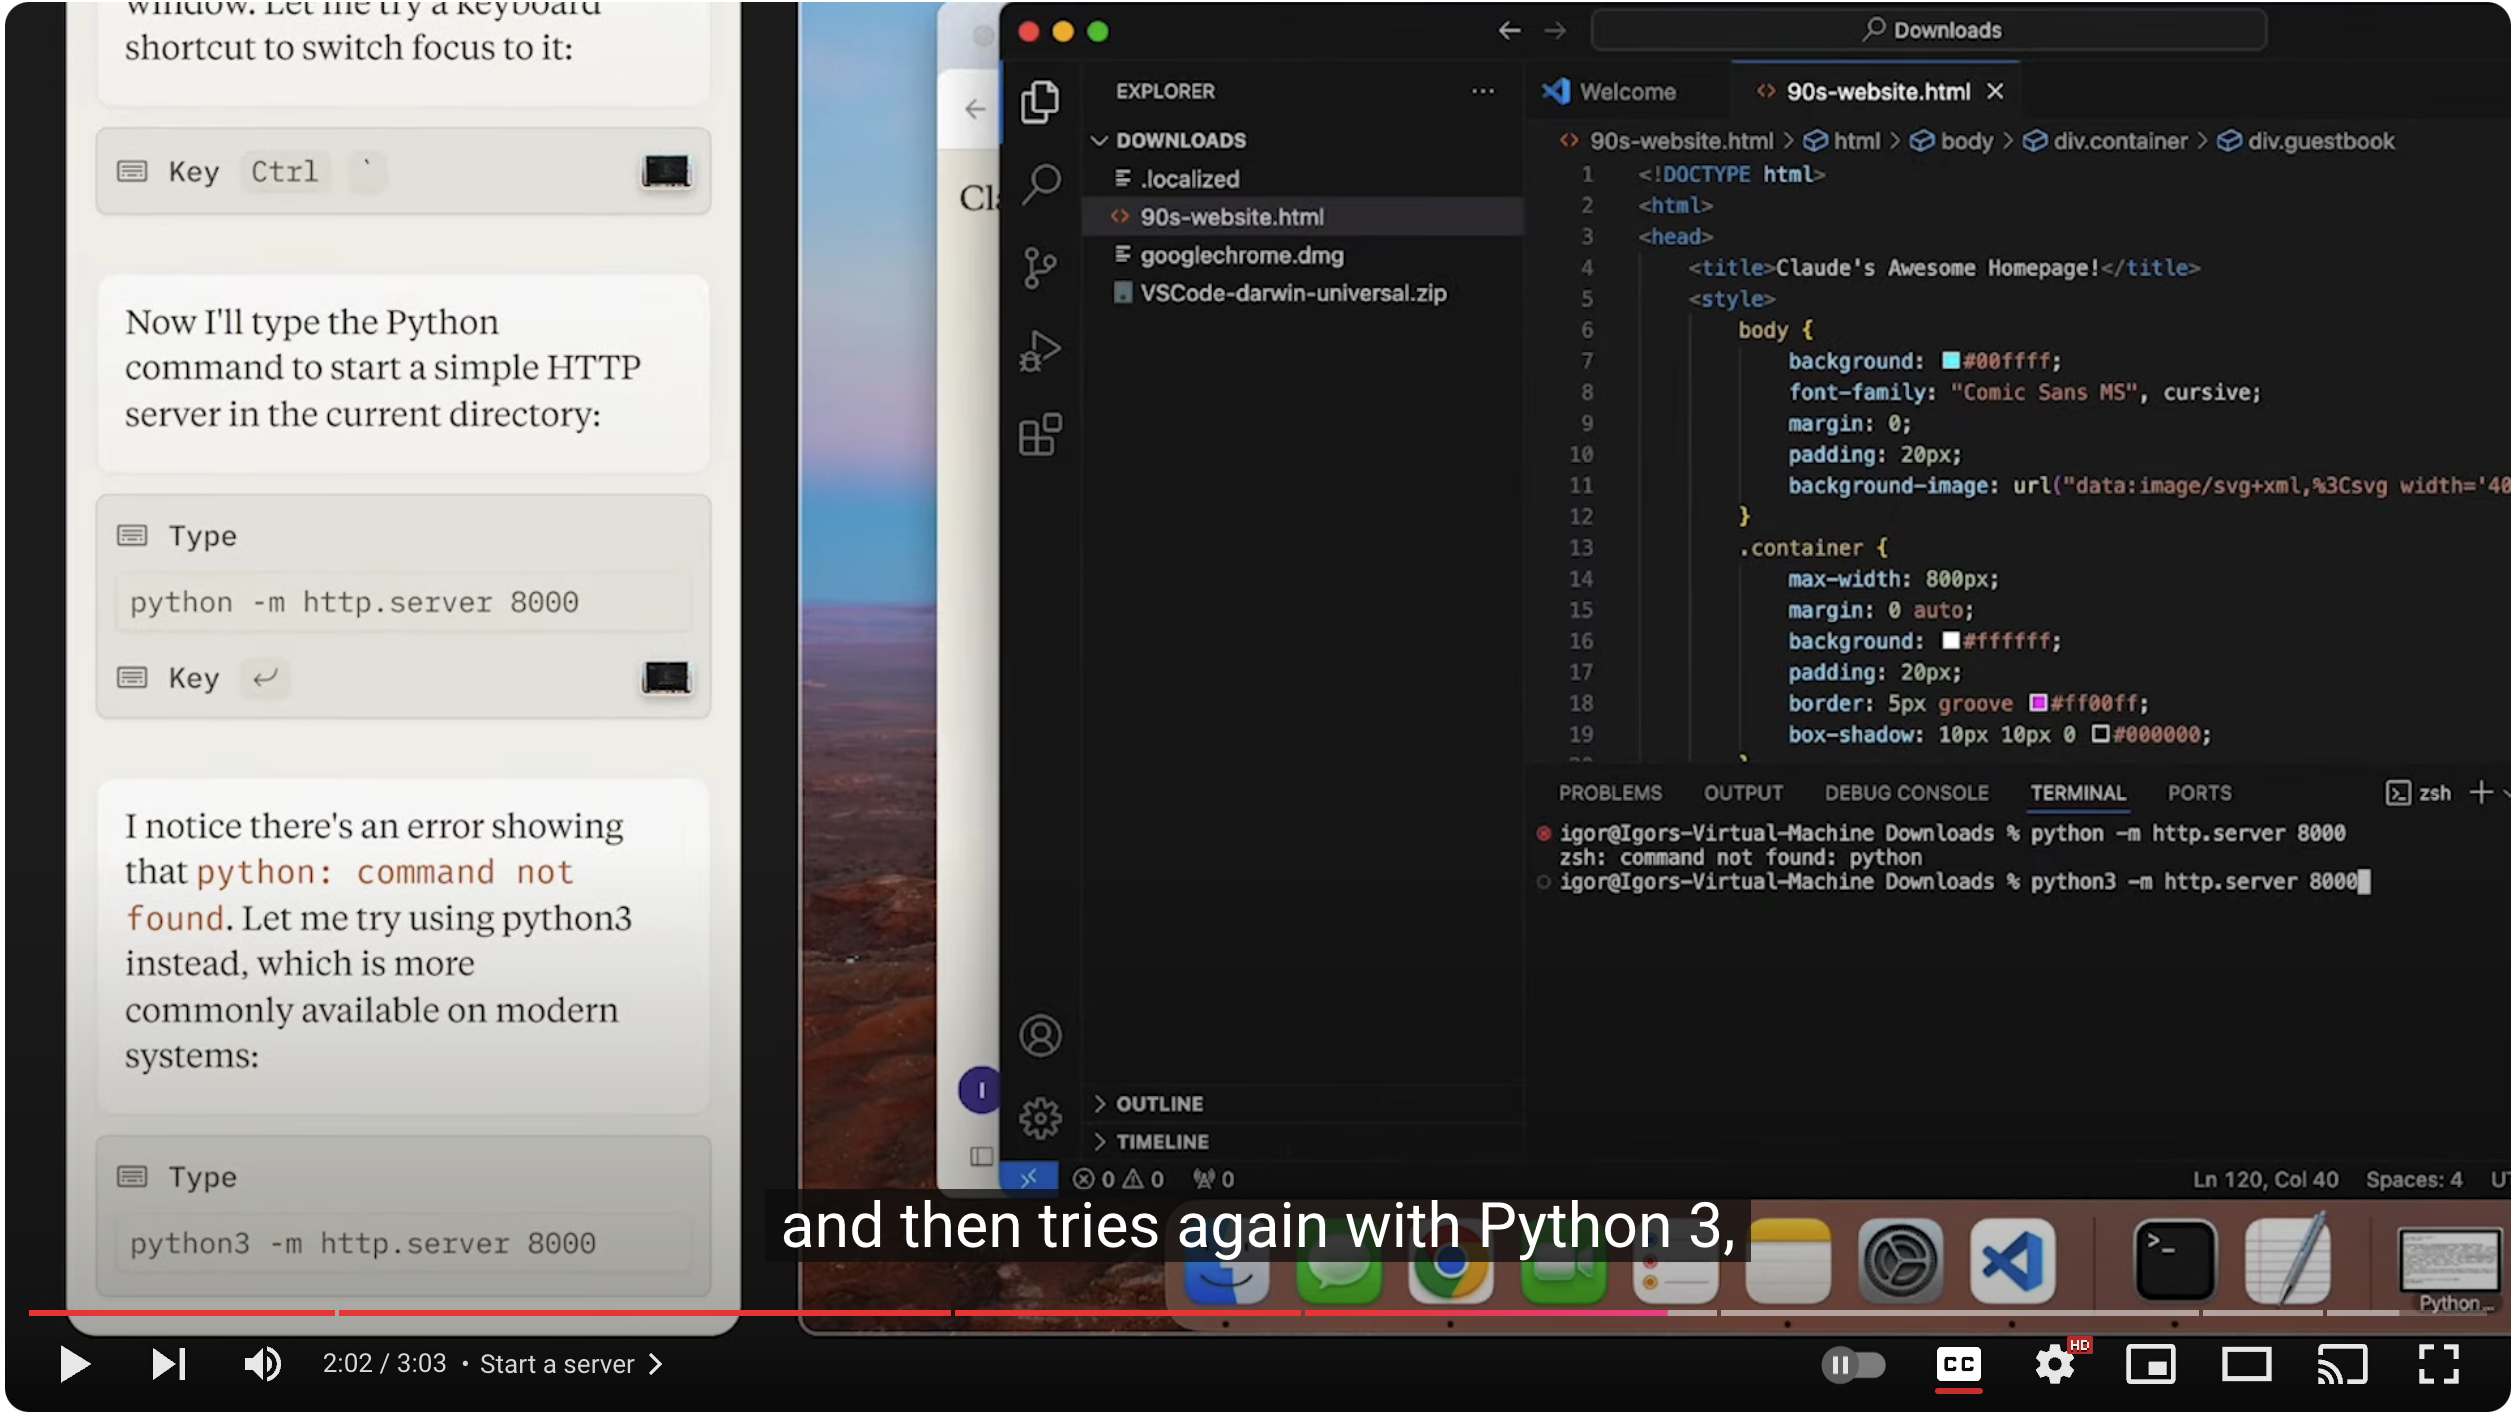 window. Let me try a keyboard
shortcut to switch focus to it:
Key Ctrl `
Now I'll type the Python
command to start a simple HTTP
server in the current directory:
Type
python -m http.server 8000
Key
I notice there's an error showing
that python: command not
found. Let me try using python3
instead, which is more
commonly available on modern
systems:
Type
python3 -m http.server 8000
Cla
I
Downloads
EXPLORER
DOWNLOADS
.localized
90s-website.html
googlechrome.dmg
VSCode-darwin-universal.zip
OUTLINE
TIMELINE
Welcome 90s-website.html
90s-website.html > html > body > div.container > div.guestbook
1 <!DOCTYPE html>
2 <html>
3 <head>
4 <title>Claude's Awesome Homepage!</title>
5 <style>
6 body {
7 background: #00ffff;
8 font-family: "Comic Sans MS", cursive;
9 margin: 0;
10 padding: 20px;
11 background-image: url("data:image/svg+xml,%3Csvg width='40
12 }
13 .container {
14 max-width: 800px;
15 margin: 0 auto;
16 background: #ffffff;
17 padding: 20px;
18 border: 5px groove #ff00ff;
19 box-shadow: 10px 10px 0 #000000;
PROBLEMS OUTPUT DEBUG CONSOLE TERMINAL PORTS zsh
igor@Igors-Virtual-Machine Downloads % python -m http.server 8000
zsh: command not found: python
igor@Igors-Virtual-Machine Downloads % python3 -m http.server 8000
0 0 0 Ln 120, Col 40 Spaces: 4
and then tries again with Python 3,
Python...
2:02 / 3:03 • Start a server >
CC HD